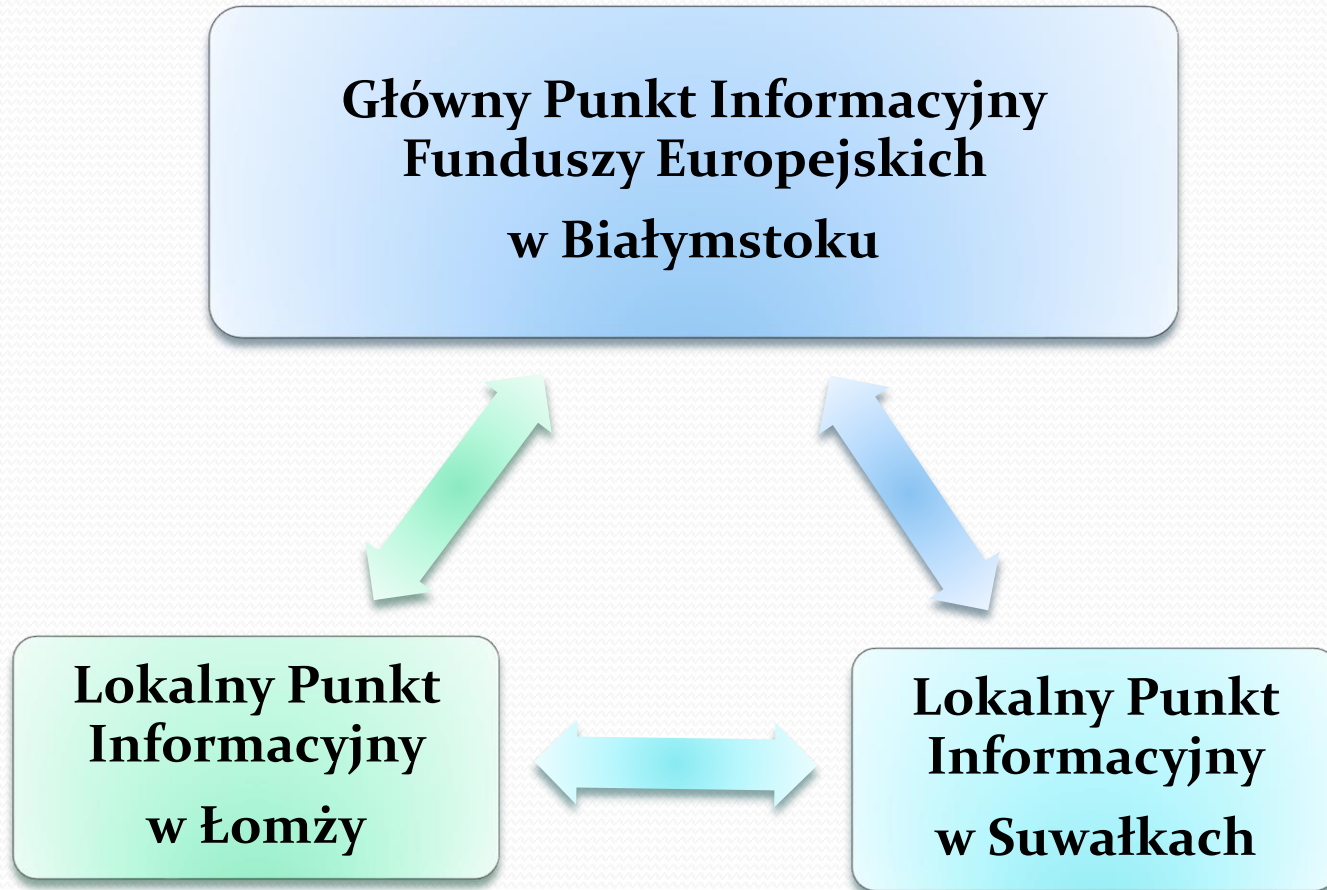 Główny Punkt Informacyjny
Funduszy Europejskich
w Białymstoku
Lokalny Punkt
Informacyjny
w Łomży
Lokalny Punkt
Informacyjny
w Suwałkach